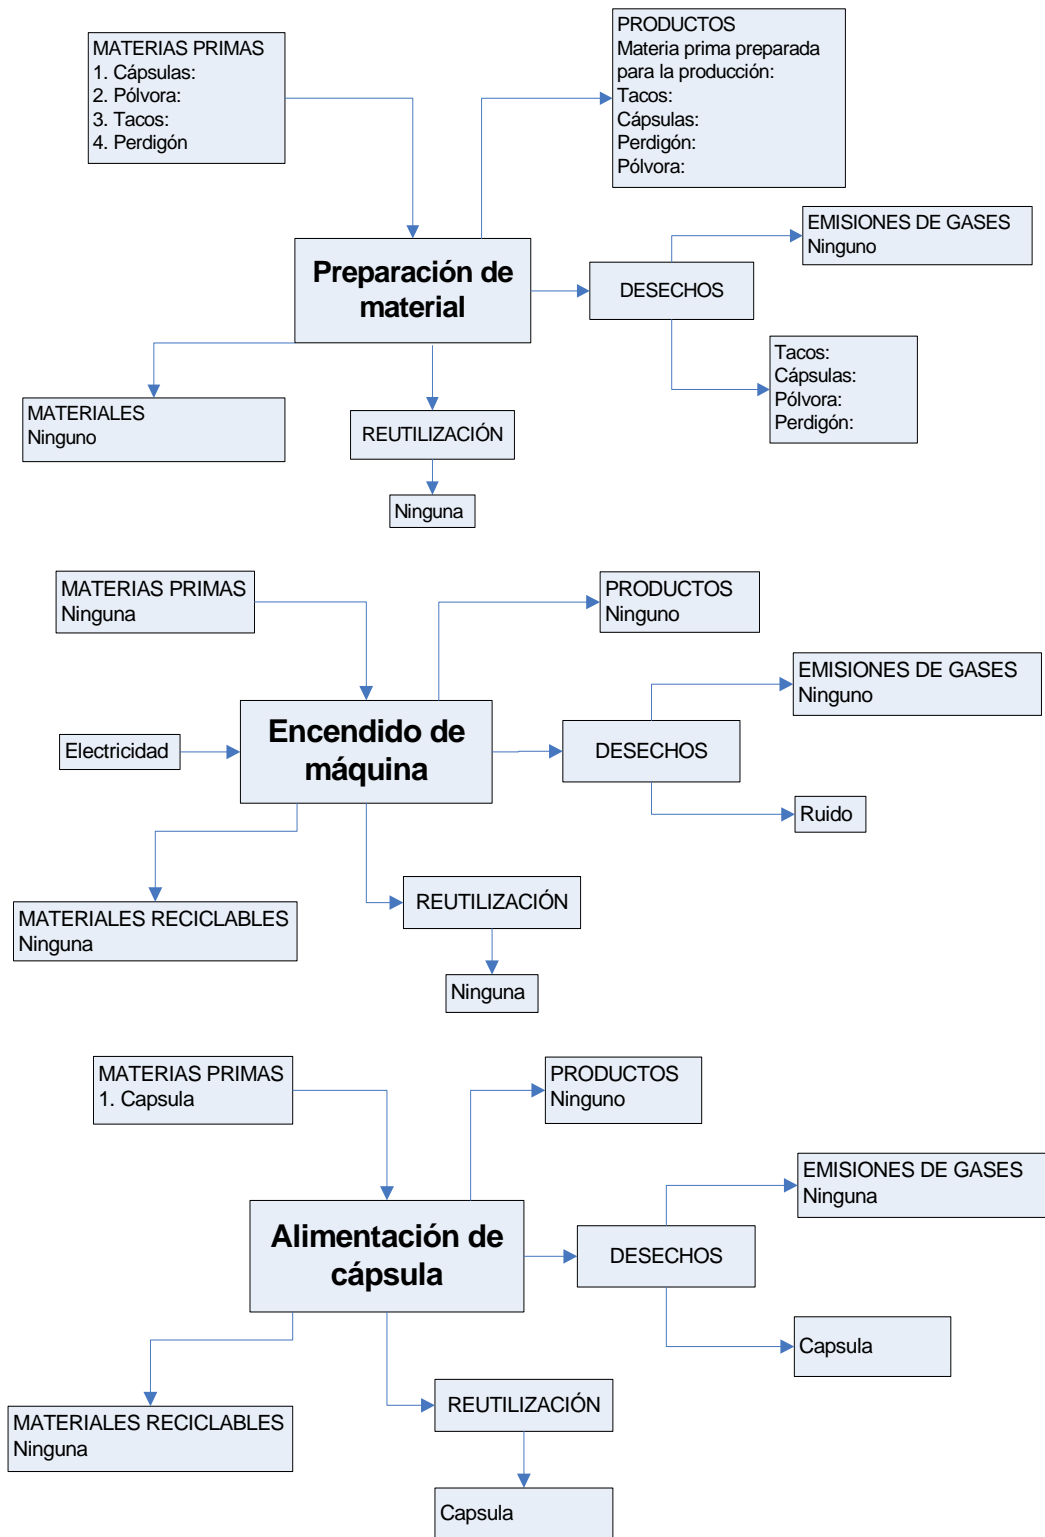 MATERIAS PRIMAS
1. Cápsulas:
2. Pólvora:
3. Tacos:
4. Perdigón
PRODUCTOS
Materia prima preparada
para la producción:
Tacos:
Cápsulas:
Perdigón:
Pólvora:
EMISIONES DE GASES
Ninguno
Preparación de
material
DESECHOS
Tacos:
Cápsulas:
Pólvora:
Perdigón:
MATERIALES
Ninguno
REUTILIZACIÓN
Ninguna
MATERIAS PRIMAS
Ninguna
PRODUCTOS
Ninguno
EMISIONES DE GASES
Ninguno
Electricidad
Encendido de
máquina
DESECHOS
Ruido
MATERIALES RECICLABLES
Ninguna
REUTILIZACIÓN
Ninguna
MATERIAS PRIMAS
1. Capsula
PRODUCTOS
Ninguno
EMISIONES DE GASES
Ninguna
Alimentación de
cápsula
DESECHOS
Capsula
MATERIALES RECICLABLES
Ninguna
REUTILIZACIÓN
Capsula